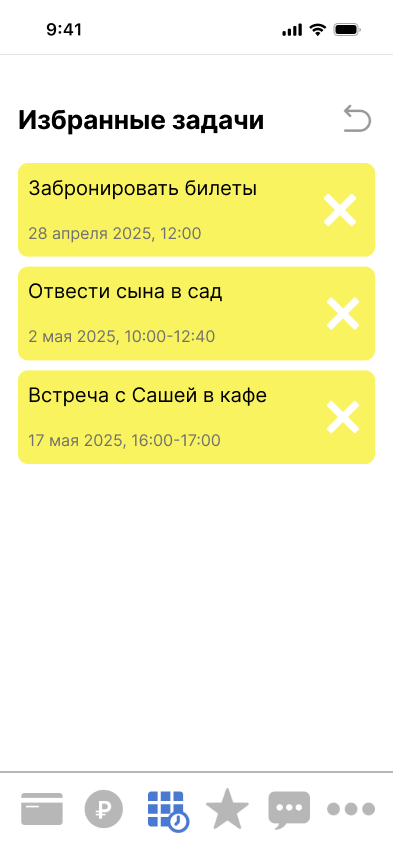 9:41
Избранные задачи
Забронировать билеты
28 апреля 2025, 12:00
Отвести сына в сад
2 мая 2025, 10:00-12:40
Встреча с Сашей в кафе
17 мая 2025, 16:00-17:00
₽